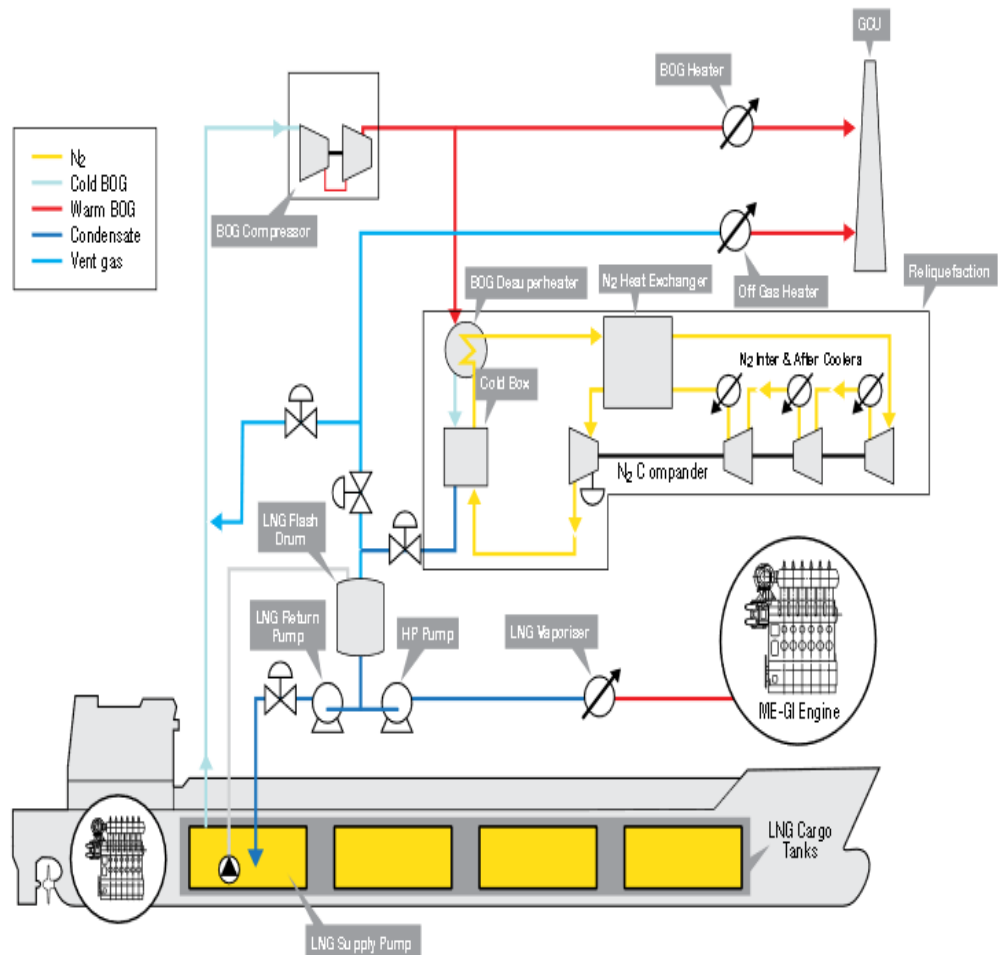 GCU
BOG Heater
N₂
Cold BOG
Warm BOG
Condensate
Vent gas
BOG Compressor
BOG Desuperheater
N₂ Heat Exchanger
Off Gas Heater
Reliquefaction
N₂ Inter & After Coolers
Cold Box
N₂ Compander
LNG Flash
Drum
LNG Return
Pump
HP Pump
LNG Vaporiser
ME-GI Engine
LNG Cargo
Tanks
LNG Supply Pump